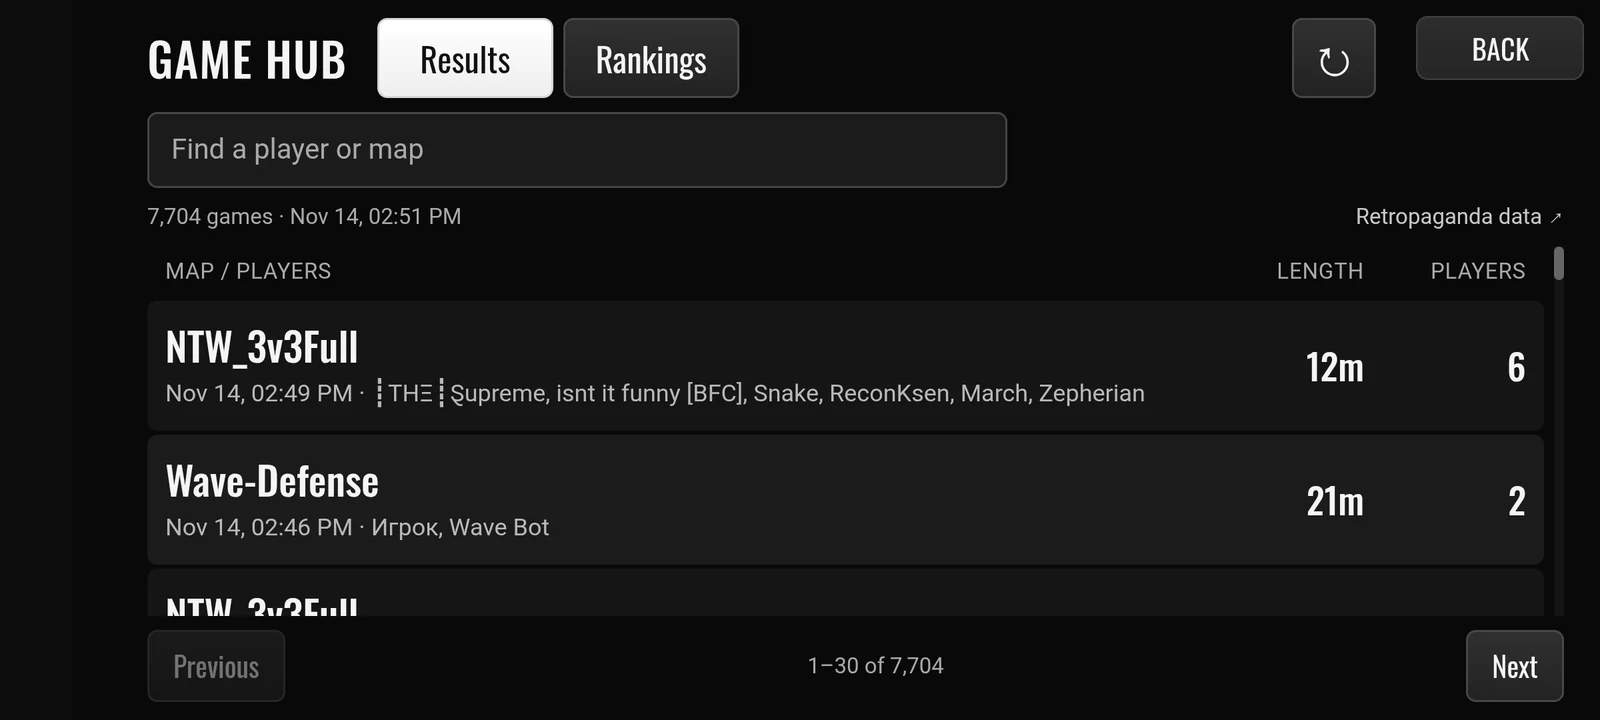 GAME HUB Results Rankings ↻ BACK
Find a player or map
7,704 games · Nov 14, 02:51 PM Retropaganda data ↗
MAP / PLAYERS LENGTH PLAYERS
NTW_3v3Full 12m 6
Nov 14, 02:49 PM · ┋THΞ┋Ȿupreme, isnt it funny [BFC], Snake, ReconKsen, March, Zepherian
Wave-Defense 21m 2
Nov 14, 02:46 PM · Игрок, Wave Bot
NTW_3v3Full
Previous 1–30 of 7,704 Next